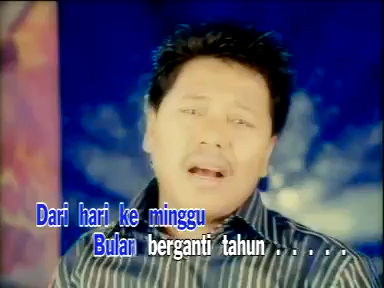 Dari hari ke minggu
Bulan berganti tahun . . . . .